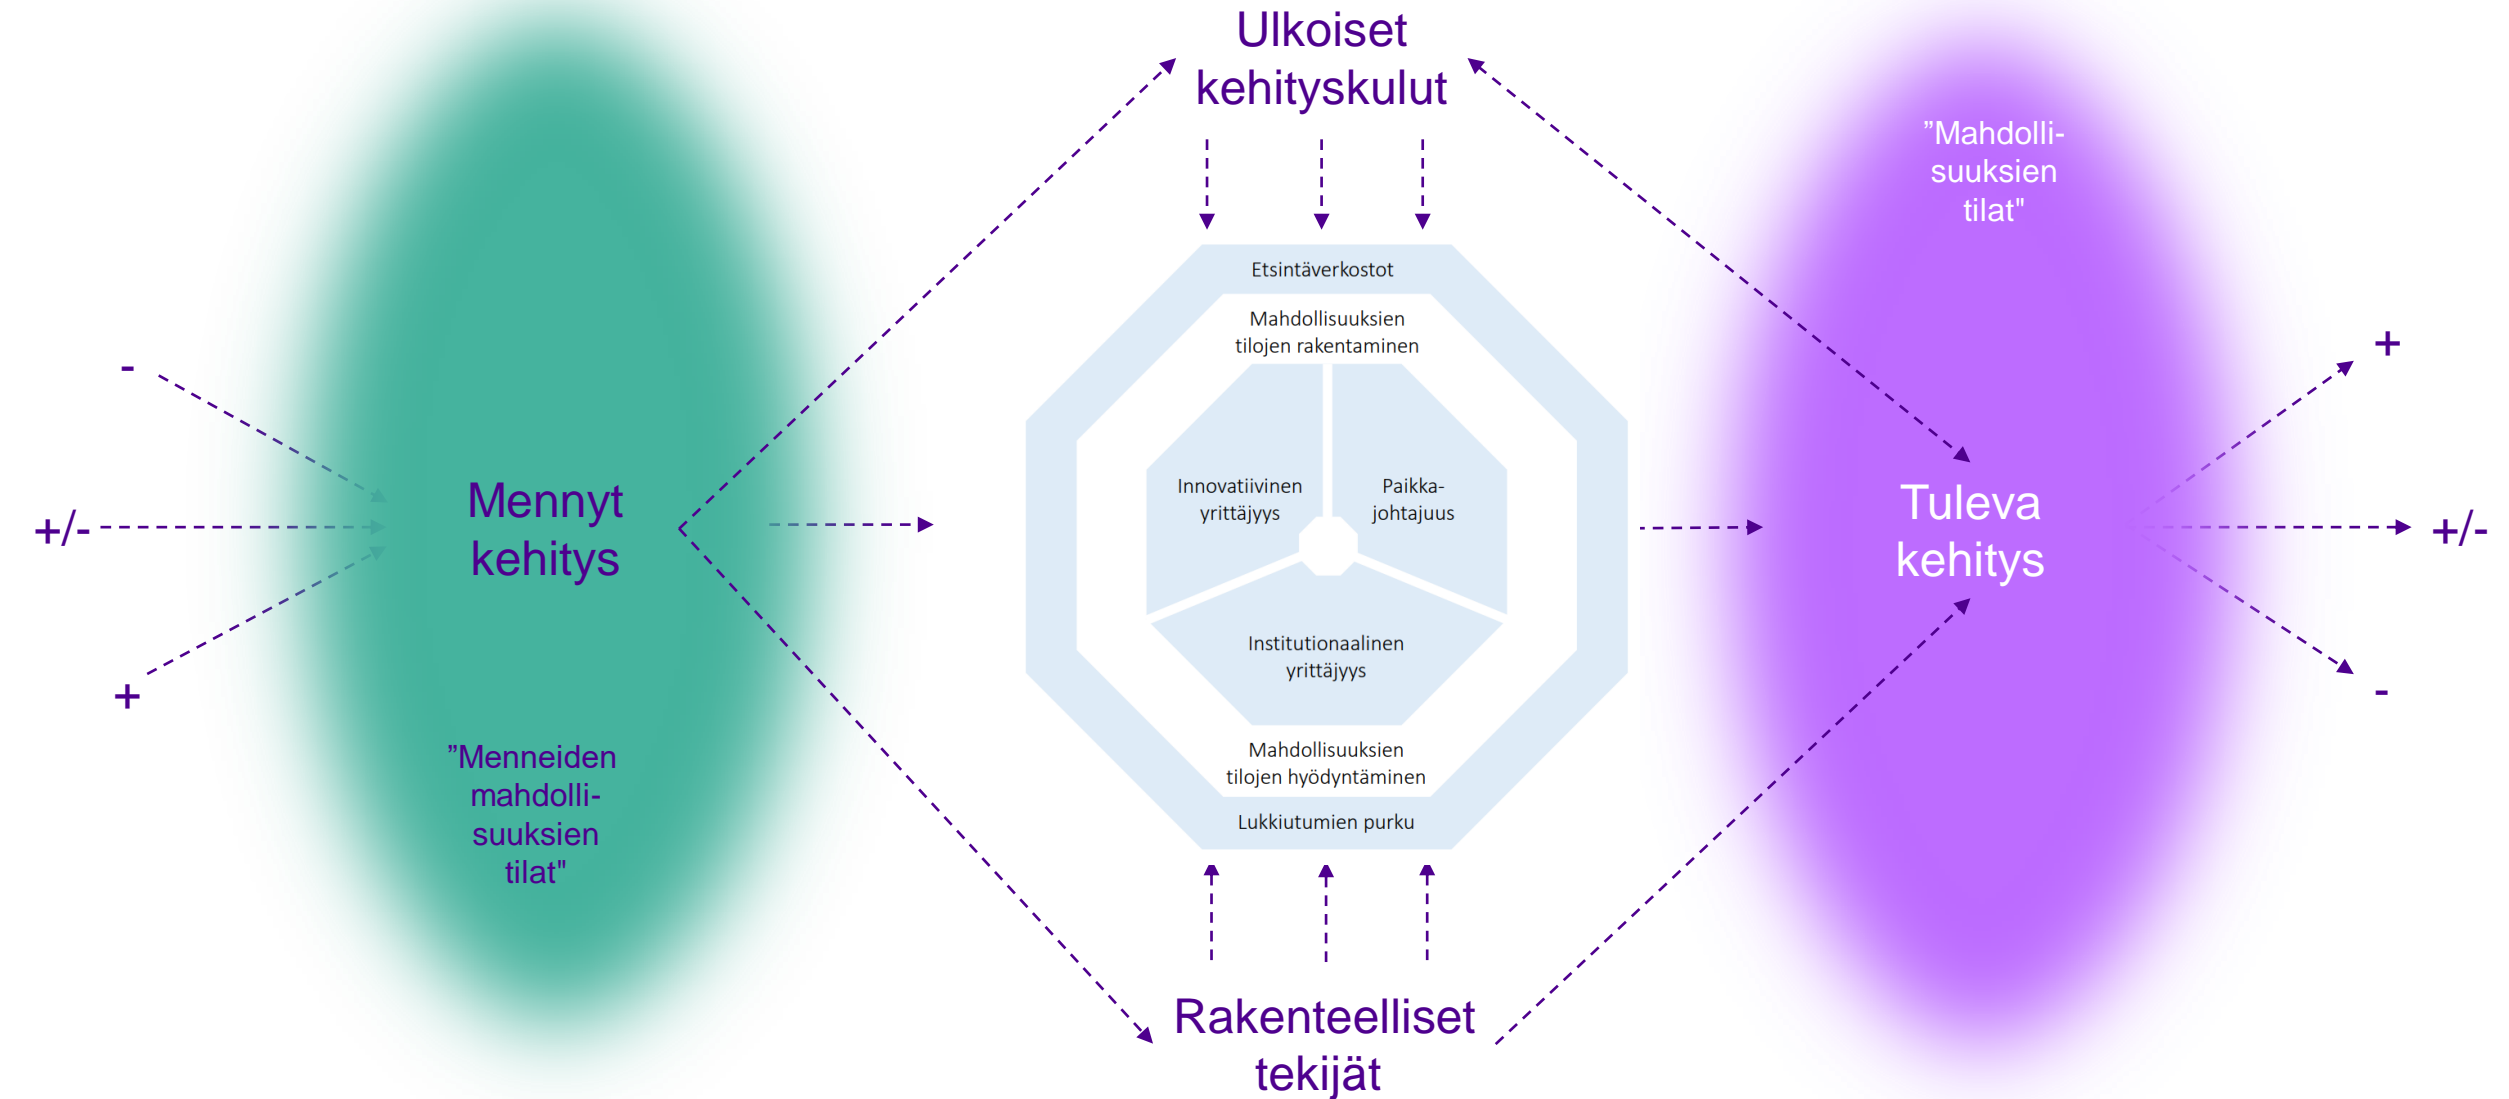 Ulkoiset
kehityskulut
”Mahdolli-
suuksien
tilat"
Etsintäverkostot
Mahdollisuuksien
tilojen rakentaminen
-
+/-
+
Mennyt
kehitys
”Menneiden
mahdolli-
suuksien
tilat"
Innovatiivinen
yrittäjyys
Paikka-
johtajuus
Institutionaalinen
yrittäjyys
Mahdollisuuksien
tilojen hyödyntäminen
Lukkiutumien purku
Tuleva
kehitys
+
+/-
-
Rakenteelliset
tekijät